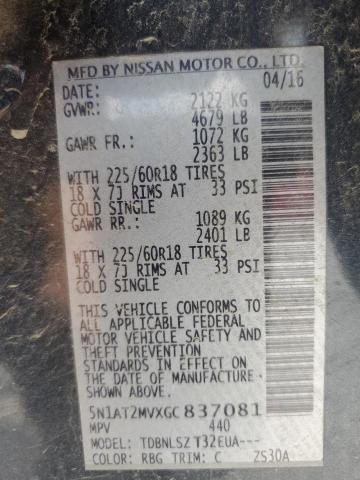 MFD BY NISSAN MOTOR CO., LTD.
DATE: 04/16
GVWR: 2122 KG
4679 LB
GAWR FR.: 1072 KG
2363 LB
WITH 225/60R18 TIRES
18 X 7J RIMS AT 33 PSI
COLD SINGLE
GAWR RR.: 1089 KG
2401 LB
WITH 225/60R18 TIRES
18 X 7J RIMS AT 33 PSI
COLD SINGLE
THIS VEHICLE CONFORMS TO
ALL APPLICABLE FEDERAL
MOTOR VEHICLE SAFETY AND
THEFT PREVENTION
STANDARDS IN EFFECT ON
THE DATE OF MANUFACTURE
SHOWN ABOVE.
5N1AT2MVXGC837081
MPV 440
MODEL: TDBNLSZ T32EUA---
COLOR: RBG TRIM: C ZS30A